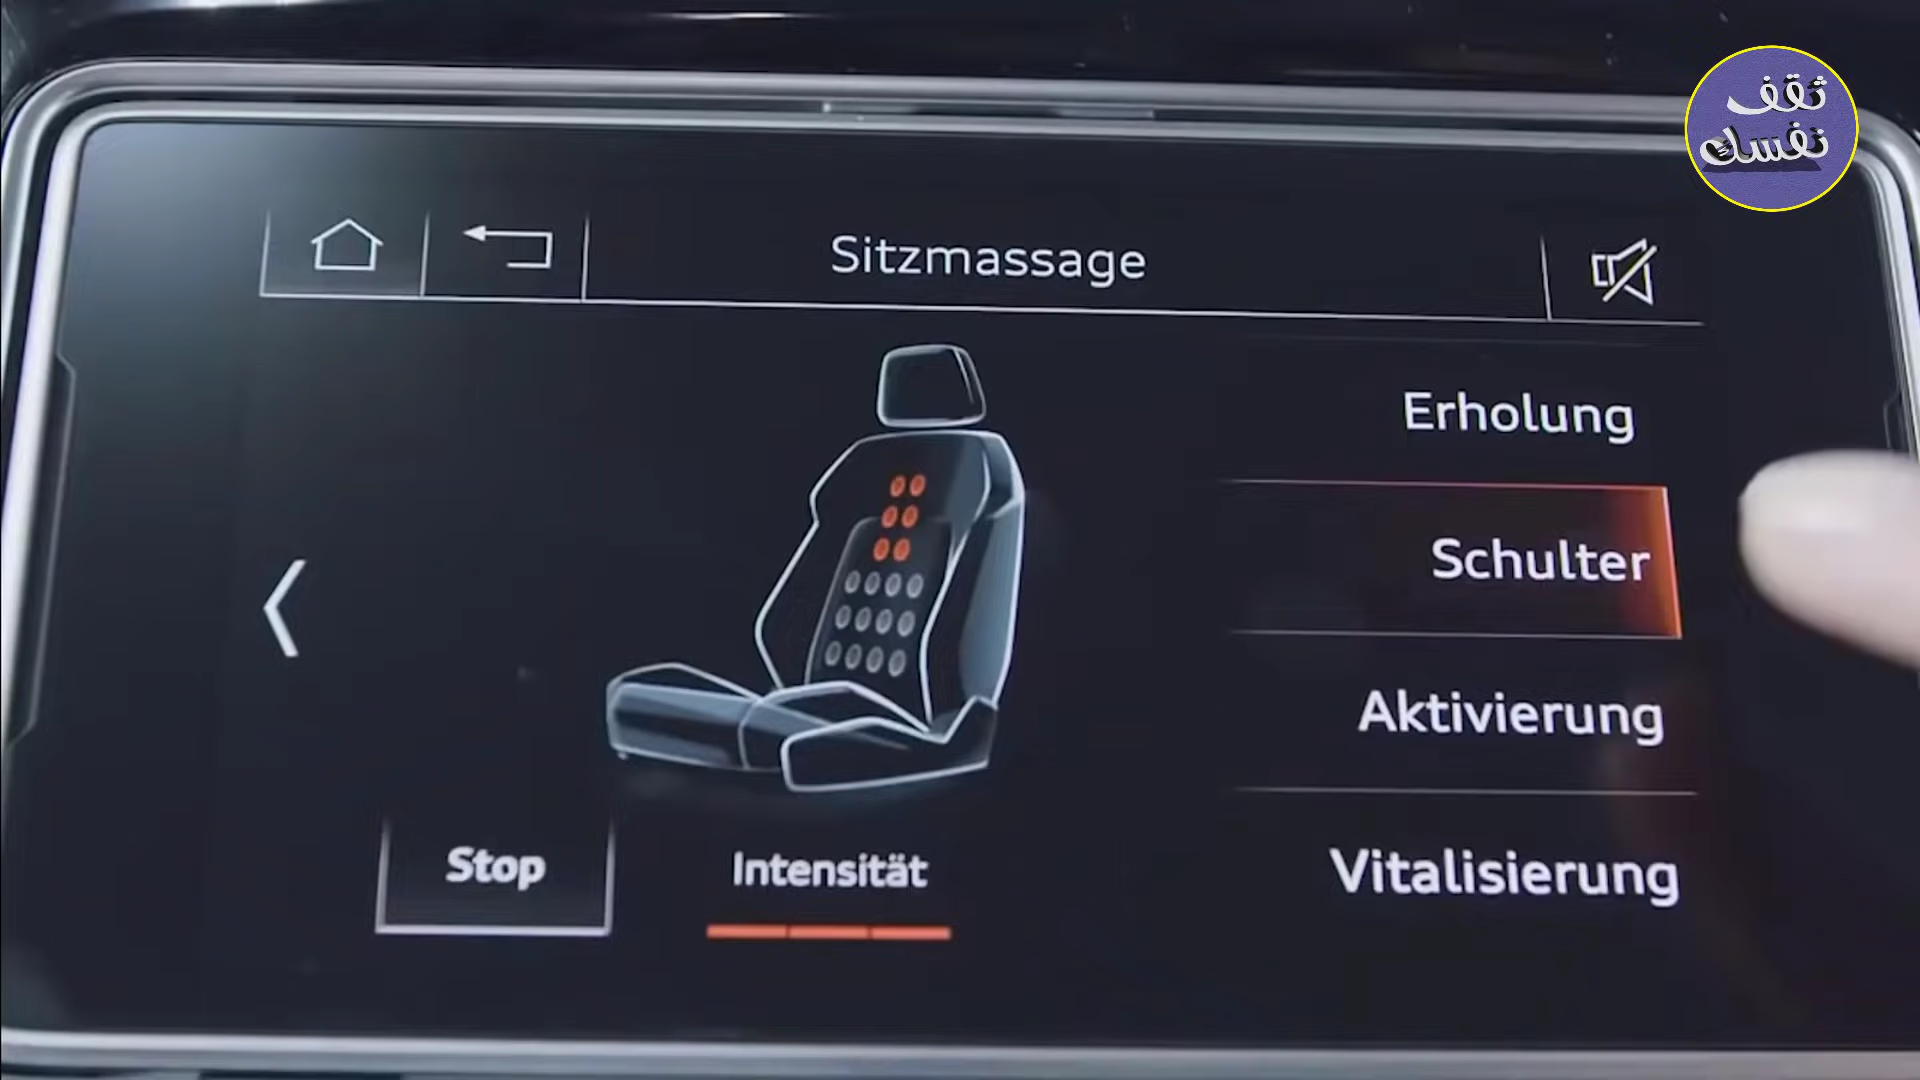 ثقف
نفسك
Sitzmassage
Erholung
Schulter
Aktivierung
Vitalisierung
Stop
Intensität